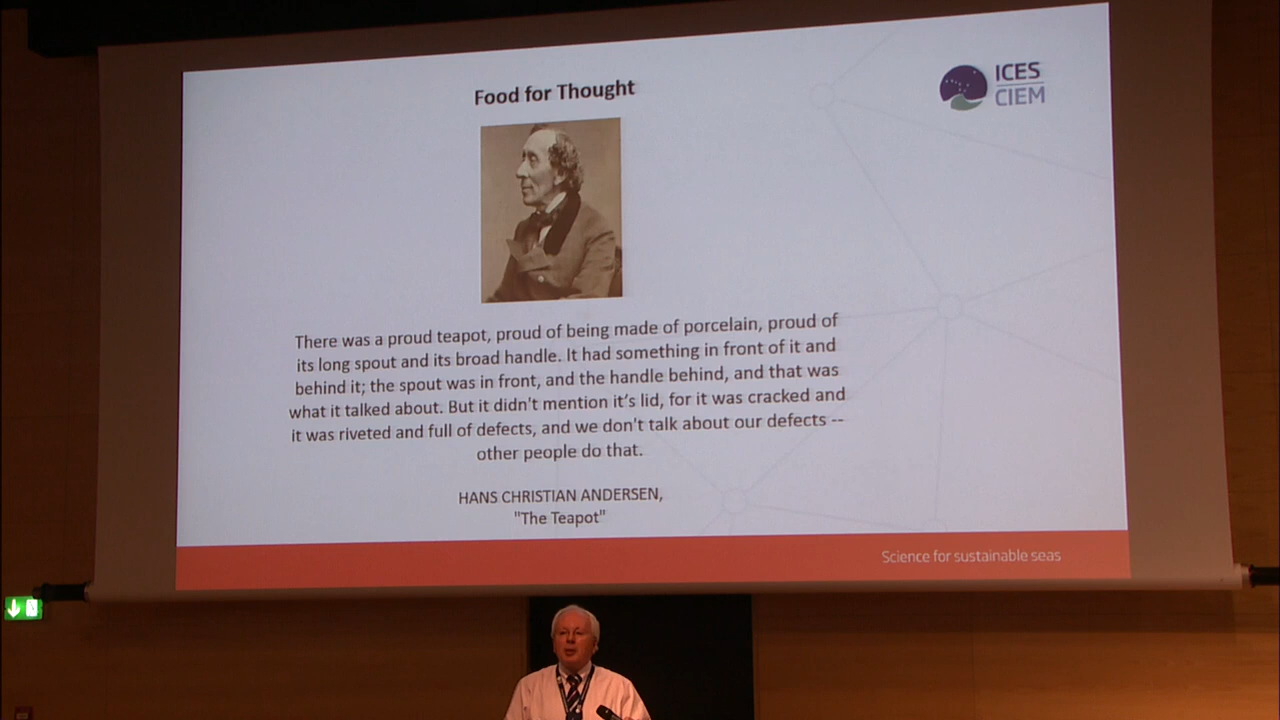 Food for Thought
ICES
CIEM
There was a proud teapot, proud of being made of porcelain, proud of
its long spout and its broad handle. It had something in front of it and
behind it; the spout was in front, and the handle behind, and that was
what it talked about. But it didn't mention it’s lid, for it was cracked and
it was riveted and full of defects, and we don't talk about our defects --
other people do that.
HANS CHRISTIAN ANDERSEN,
"The Teapot"
Science for sustainable seas